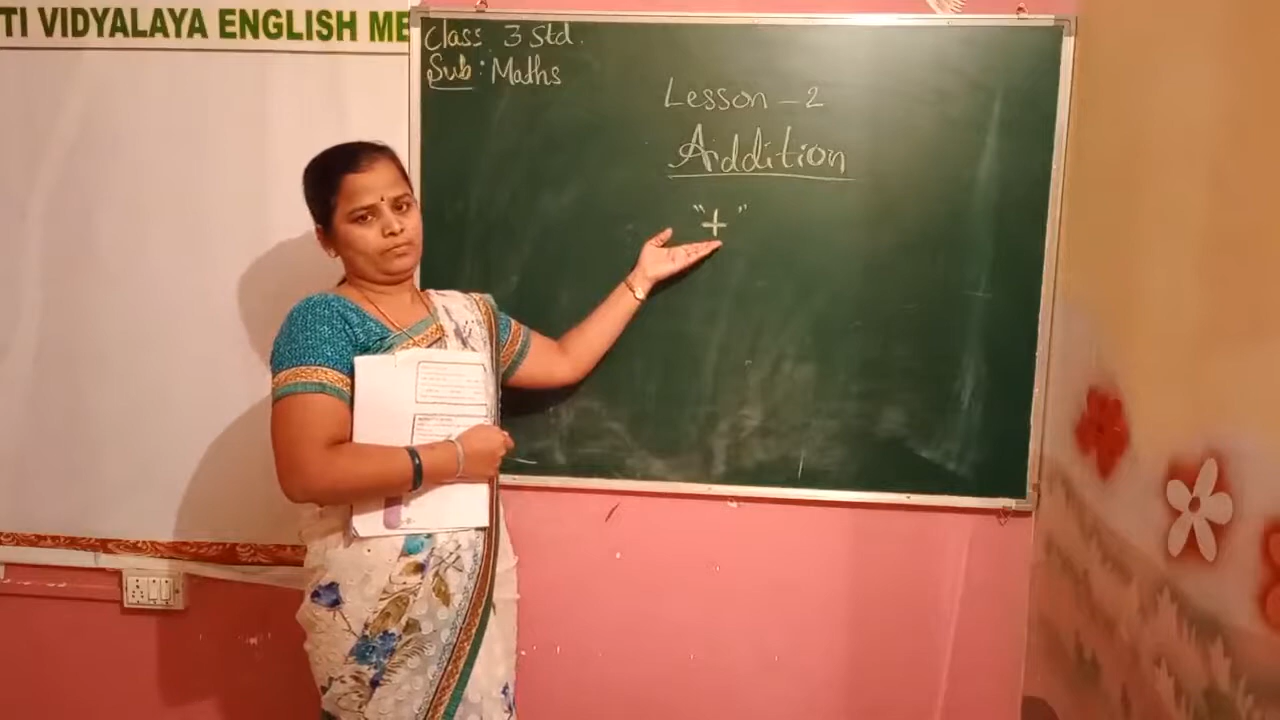 TI VIDYALAYA ENGLISH ME
Class : 3 Std.
Sub : Maths
Lesson - 2
Addition
"+"